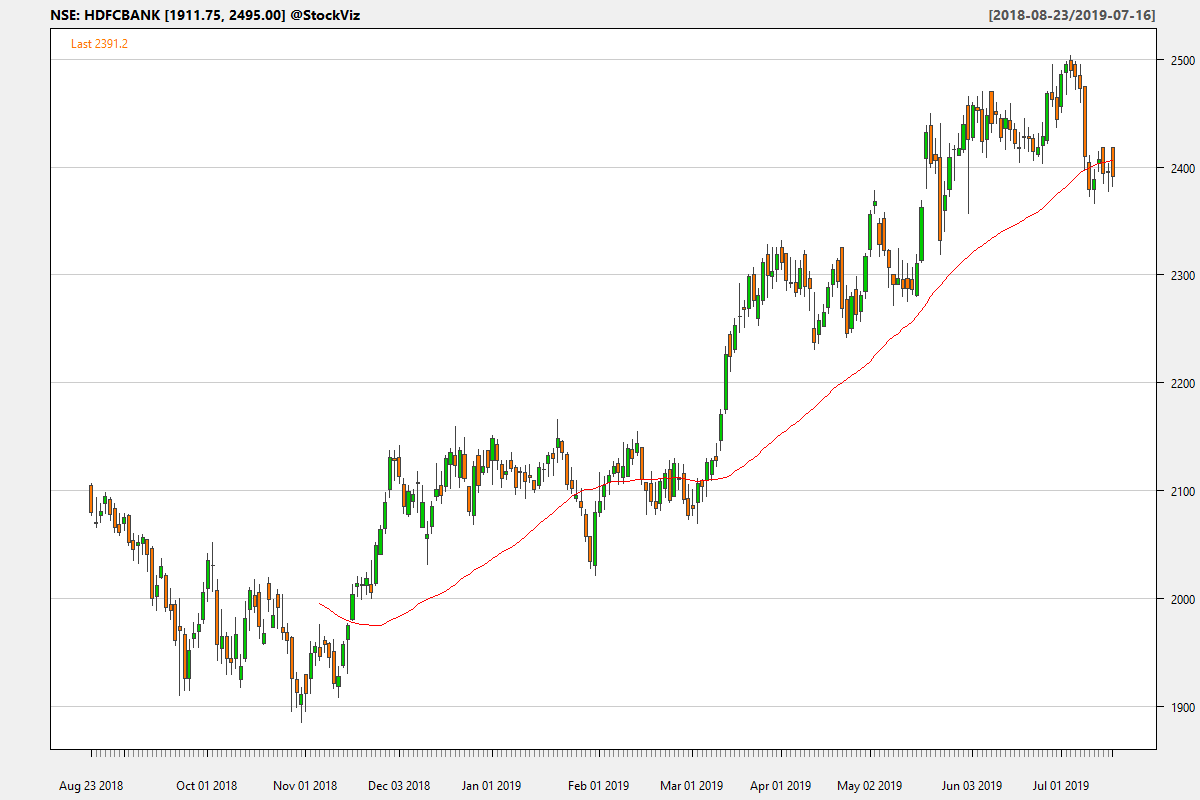 NSE: HDFCBANK [1911.75, 2495.00] @StockViz
[2018-08-23/2019-07-16]
Last 2391.2
2500
2400
2300
2200
2100
2000
1900
Aug 23 2018 Oct 01 2018 Nov 01 2018 Dec 03 2018 Jan 01 2019 Feb 01 2019 Mar 01 2019 Apr 01 2019 May 02 2019 Jun 03 2019 Jul 01 2019